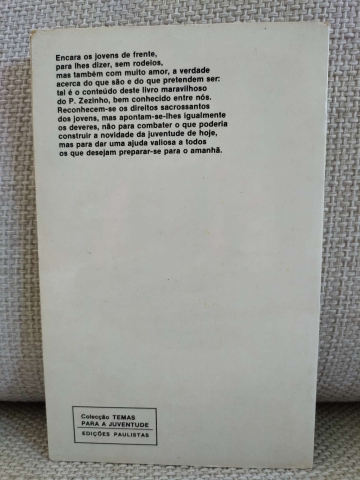 Encara os jovens de frente,
para lhes dizer, sem rodeios,
mas também com muito amor, a verdade
acerca do que são e do que pretendem ser:
tal é o conteúdo deste livro maravilhoso
do P. Zezinho, bem conhecido entre nós.
Reconhecem-se os direitos sacrossantos
dos jovens, mas apontam-se-lhes igualmente
os deveres, não para combater o que poderia
construir a novidade da juventude de hoje,
mas para dar uma ajuda valiosa a todos
os que desejam preparar-se para o amanhã.
Colecção TEMAS
PARA A JUVENTUDE
EDIÇÕES PAULISTAS